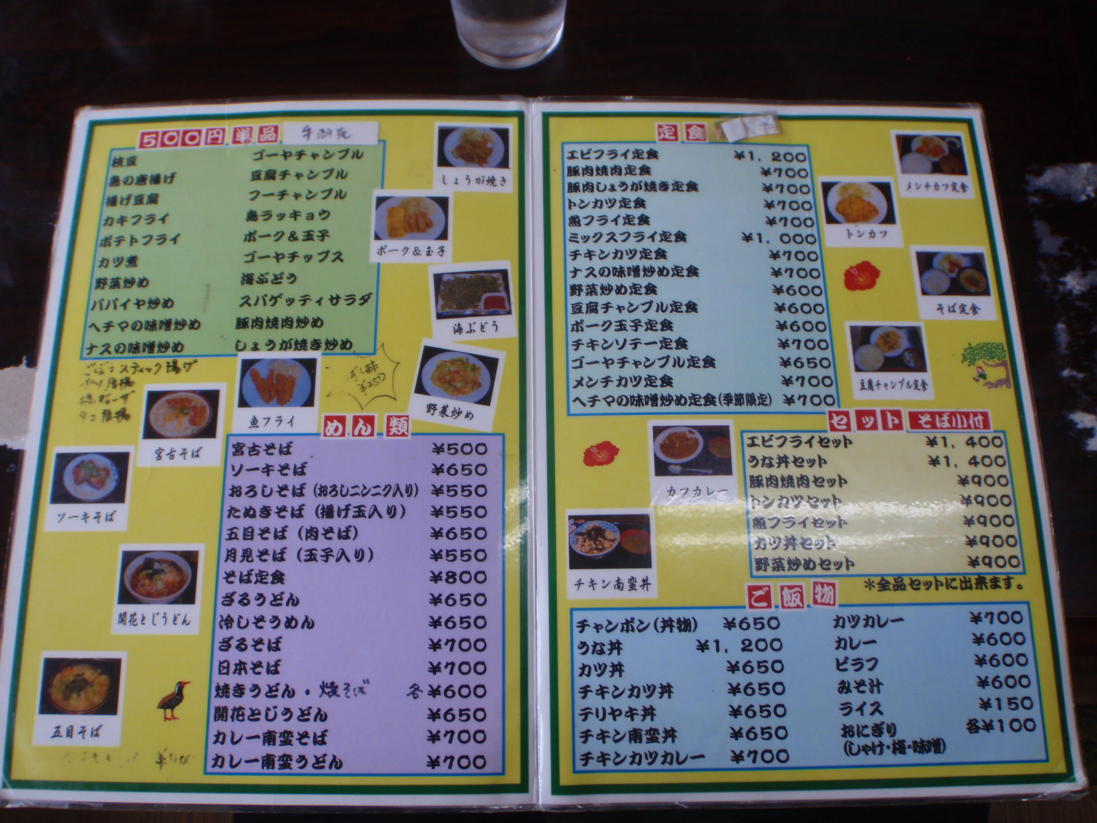 500円 単品
枝豆
鳥の唐揚げ
揚げ豆腐
カキフライ
ポテトフライ
カツ煮
野菜炒め
パパイヤ炒め
ヘチマの味噌炒め
ナスの味噌炒め
ゴーヤチャンプル
豆腐チャンプル
フーチャンプル
島ラッキョウ
ポーク&玉子
ゴーヤチップス
海ぶどう
スパゲッティサラダ
豚肉焼肉炒め
しょうが焼き炒め
スティック揚げ
しょうが焼き
ポーク&玉子
海ぶどう
野菜炒め
魚フライ
¥250
宮古そば
ソーキそば
開花とじうどん
五目そば
めん類
宮古そば ¥500
ソーキそば ¥650
おろしそば(おろしニンニク入り) ¥550
たぬきそば(揚げ玉入り) ¥550
五目そば(肉そば) ¥650
月見そば(玉子入り) ¥550
そば定食 ¥800
ざるうどん ¥650
冷しそうめん ¥650
ざるそば ¥700
日本そば ¥700
焼きうどん・焼そば 各¥600
開花とじうどん ¥650
カレー南蛮そば ¥700
カレー南蛮うどん ¥700
定食
エビフライ定食 ¥1,200
豚肉焼肉定食 ¥700
豚肉しょうが焼き定食 ¥700
トンカツ定食 ¥700
魚フライ定食 ¥700
ミックスフライ定食 ¥1,000
チキンカツ定食 ¥700
ナスの味噌炒め定食 ¥700
野菜炒め定食 ¥600
豆腐チャンプル定食 ¥600
ポーク玉子定食 ¥600
チキンソテー定食 ¥700
ゴーヤチャンプル定食 ¥650
メンチカツ定食 ¥700
ヘチマの味噌炒め定食(季節限定) ¥700
メンチカツ定食
トンカツ
そば定食
豆腐チャンプル定食
カツカレー
チキン南蛮丼
セット そば小付
エビフライセット ¥1,400
うな丼セット ¥1,400
豚肉焼肉セット ¥900
トンカツセット ¥900
魚フライセット ¥900
カツ丼セット ¥900
野菜炒めセット ¥900
*全品セットに出来ます。
ご飯物
チャンポン(丼物) ¥650
うな丼 ¥1,200
カツ丼 ¥650
チキンカツ丼 ¥650
テリヤキ丼 ¥650
チキン南蛮丼 ¥650
チキンカツカレー ¥700
カツカレー ¥700
カレー ¥600
ピラフ ¥600
みそ汁 ¥600
ライス ¥150
おにぎり 各¥100
(しゃけ・梅・味噌)